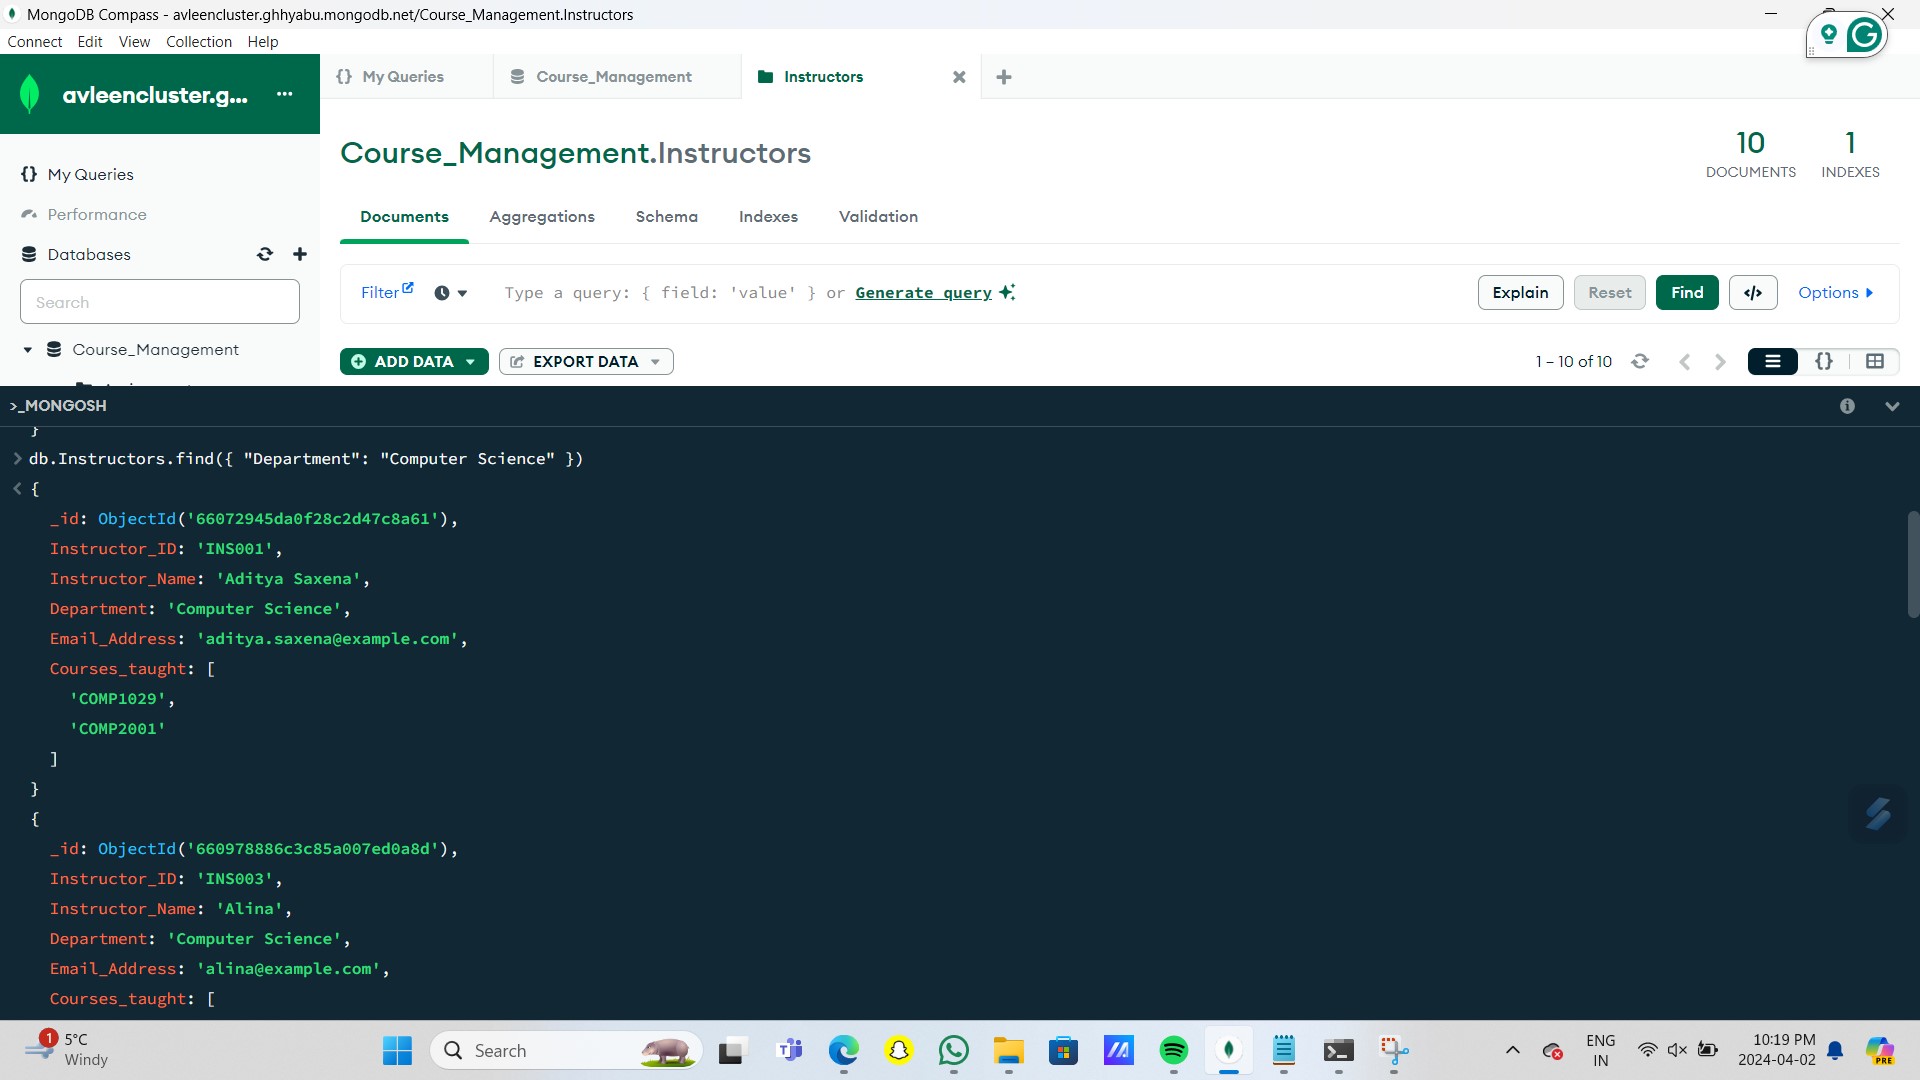 MongoDB Compass - avleencluster.ghhyabu.mongodb.net/Course_Management.Instructors
Connect Edit View Collection Help
avleencluster.g... ...
{} My Queries
Course_Management
Instructors
My Queries
Performance
Databases
Search
Course_Management
Course_Management.Instructors
10
DOCUMENTS
1
INDEXES
Documents Aggregations Schema Indexes Validation
Filter
Type a query: { field: 'value' } or Generate query
Explain Reset Find </> Options
ADD DATA EXPORT DATA
1 – 10 of 10
{}
>_MONGOSH
}
> db.Instructors.find({ "Department": "Computer Science" })
< {
_id: ObjectId('66072945da0f28c2d47c8a61'),
Instructor_ID: 'INS001',
Instructor_Name: 'Aditya Saxena',
Department: 'Computer Science',
Email_Address: 'aditya.saxena@example.com',
Courses_taught: [
'COMP1029',
'COMP2001'
]
}
{
_id: ObjectId('660978886c3c85a007ed0a8d'),
Instructor_ID: 'INS003',
Instructor_Name: 'Alina',
Department: 'Computer Science',
Email_Address: 'alina@example.com',
Courses_taught: [
1
5°C
Windy
Search
ENG
IN
10:19 PM
2024-04-02
PRE